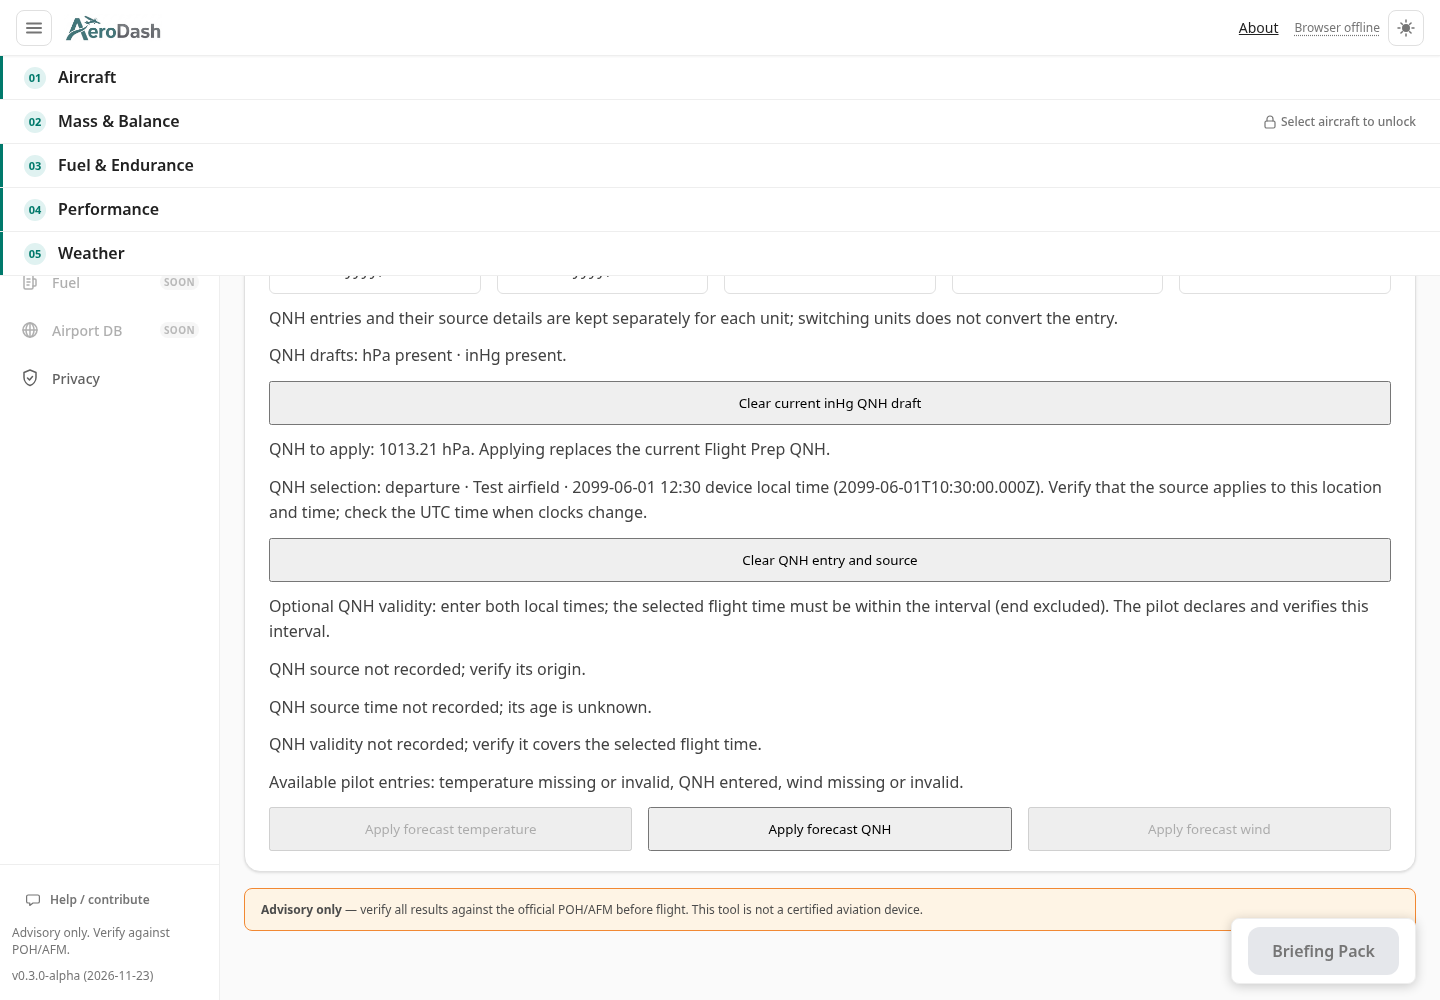 AeroDash
About
Browser offline
01 Aircraft
02 Mass & Balance
Select aircraft to unlock
03 Fuel & Endurance
04 Performance
05 Weather
Fuel SOON
Airport DB SOON
Privacy
QNH entries and their source details are kept separately for each unit; switching units does not convert the entry.
QNH drafts: hPa present · inHg present.
Clear current inHg QNH draft
QNH to apply: 1013.21 hPa. Applying replaces the current Flight Prep QNH.
QNH selection: departure · Test airfield · 2099-06-01 12:30 device local time (2099-06-01T10:30:00.000Z). Verify that the source applies to this location
and time; check the UTC time when clocks change.
Clear QNH entry and source
Optional QNH validity: enter both local times; the selected flight time must be within the interval (end excluded). The pilot declares and verifies this
interval.
QNH source not recorded; verify its origin.
QNH source time not recorded; its age is unknown.
QNH validity not recorded; verify it covers the selected flight time.
Available pilot entries: temperature missing or invalid, QNH entered, wind missing or invalid.
Apply forecast temperature
Apply forecast QNH
Apply forecast wind
Advisory only — verify all results against the official POH/AFM before flight. This tool is not a certified aviation device.
Briefing Pack
Help / contribute
Advisory only. Verify against
POH/AFM.
v0.3.0-alpha (2026-11-23)